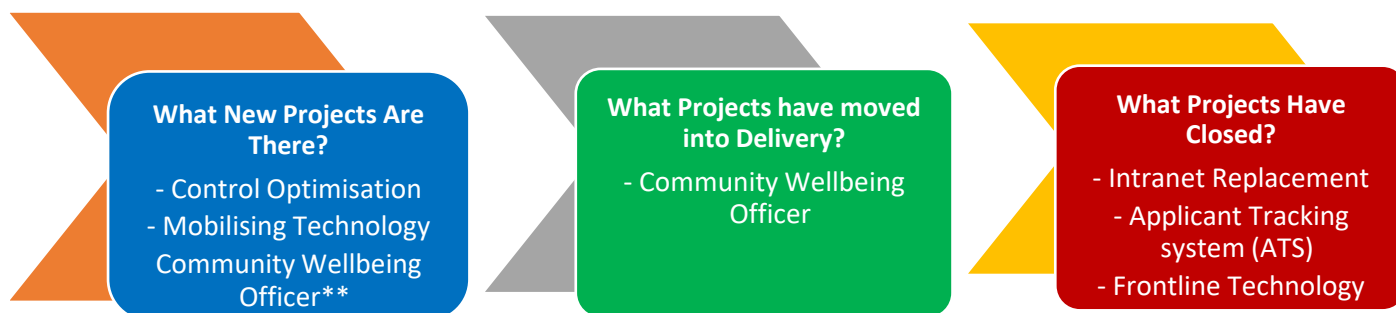 What New Projects Are
There?
- Control Optimisation
- Mobilising Technology
Community Wellbeing
Officer**
What Projects have moved
into Delivery?
- Community Wellbeing
Officer
What Projects Have
Closed?
- Intranet Replacement
- Applicant Tracking
system (ATS)
- Frontline Technology